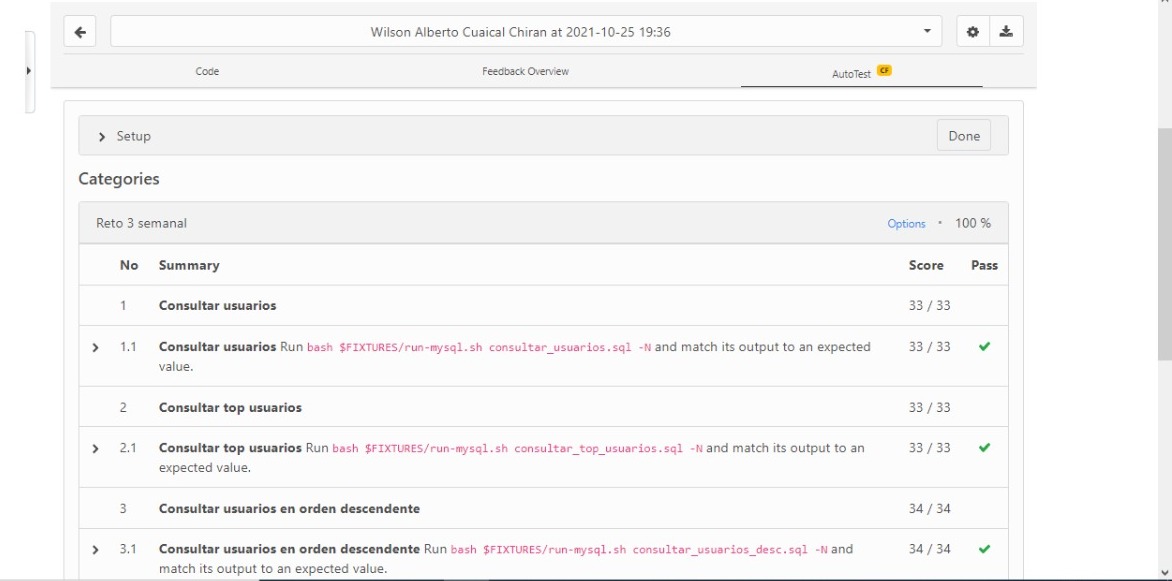 Wilson Alberto Cuaical Chiran at 2021-10-25 19:36
Code Feedback Overview AutoTest CF
Setup Done
Categories
Reto 3 semanal Options • 100 %
No Summary Score Pass
1 Consultar usuarios 33 / 33
1.1 Consultar usuarios Run bash $FIXTURES/run-mysql.sh consultar_usuarios.sql -N and match its output to an expected 33 / 33
value.
2 Consultar top usuarios 33 / 33
2.1 Consultar top usuarios Run bash $FIXTURES/run-mysql.sh consultar_top_usuarios.sql -N and match its output to an 33 / 33
expected value.
3 Consultar usuarios en orden descendente 34 / 34
3.1 Consultar usuarios en orden descendente Run bash $FIXTURES/run-mysql.sh consultar_usuarios_desc.sql -N and 34 / 34
match its output to an expected value.